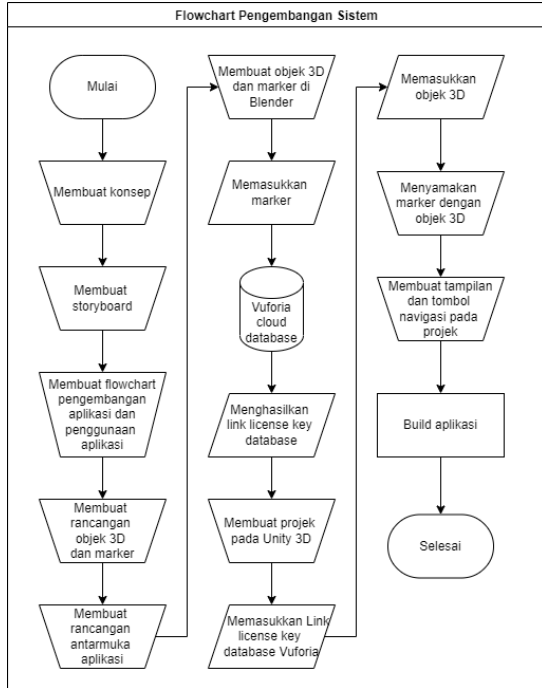 Flowchart Pengembangan Sistem
Mulai
Membuat konsep
Membuat
storyboard
Membuat flowchart
pengembangan
aplikasi dan
penggunaan
aplikasi
Membuat
rancangan
objek 3D
dan marker
Membuat
rancangan
antarmuka
aplikasi
Membuat objek 3D
dan marker di
Blender
Memasukkan
marker
Vuforia
cloud
database
Menghasilkan
link license key
database
Membuat projek
pada Unity 3D
Memasukkan Link
license key
database Vuforia
Memasukkan
objek 3D
Menyamakan
marker dengan
objek 3D
Membuat tampilan
dan tombol
navigasi pada
projek
Build aplikasi
Selesai